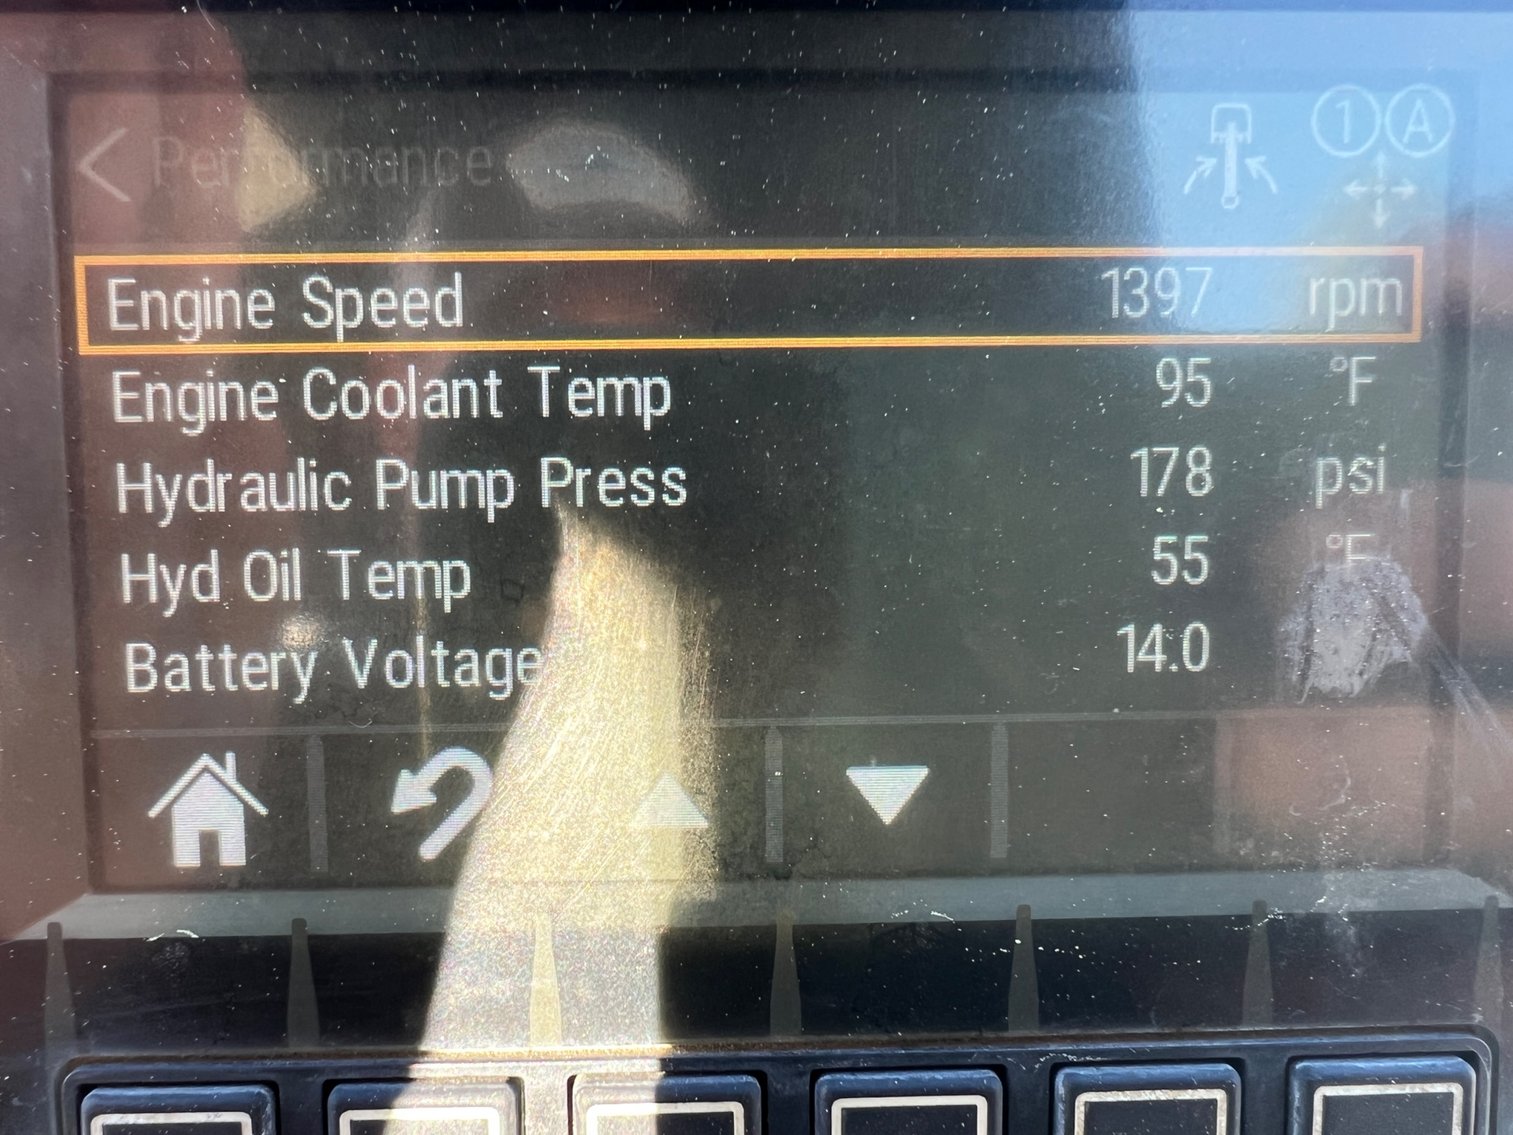 Performance
1 A
Engine Speed 1397 rpm
Engine Coolant Temp 95 °F
Hydraulic Pump Press 178 psi
Hyd Oil Temp 55 °F
Battery Voltage 14.0